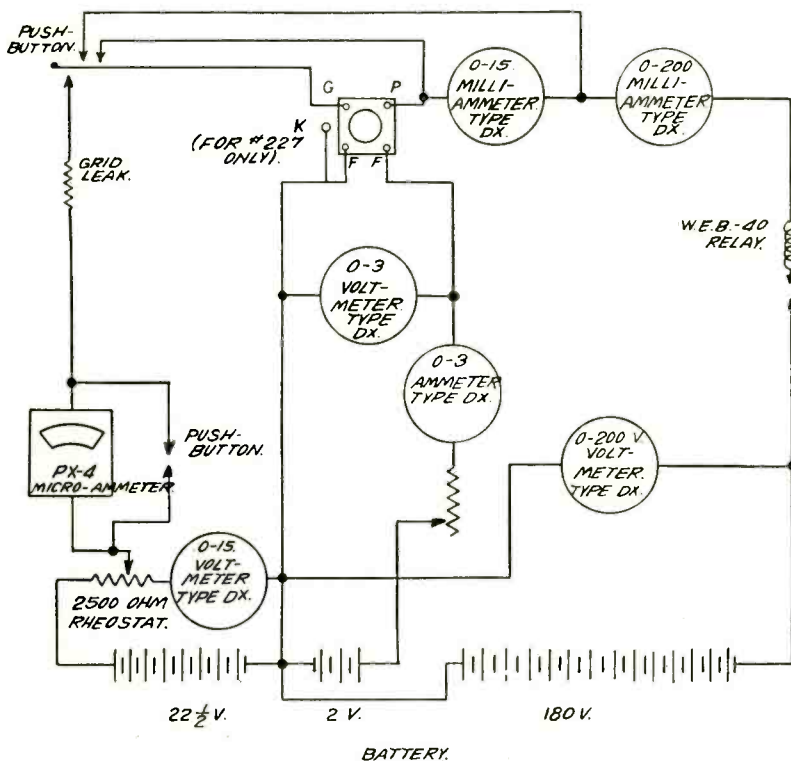 PUSH-
BUTTON.
0-15.
MILLI-
AMMETER.
TYPE
DX.
0-200
MILLI-
AMMETER
TYPE
DX.
G
P
K
(FOR #227
ONLY).
F
F
GRID
LEAK.
W.E.B.-40
RELAY.
0-3
VOLT-
METER.
TYPE
DX.
0-3
AMMETER
TYPE DX.
PUSH-
BUTTON.
PX-4
MICRO-AMMETER.
0-200 V.
VOLT-
METER.
TYPE DX.
0-15.
VOLT-
METER
TYPE DX.
2500 OHM
RHEOSTAT.
22 1/2 V.
2 V.
180 V.
BATTERY.